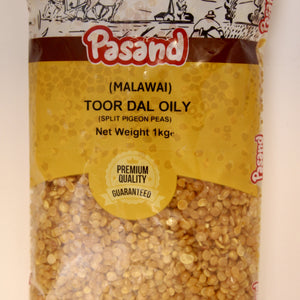 Pasand
(MALAWAI)
TOOR DAL OILY
(SPLIT PIGEON PEAS)
Net Weight 1kg
PREMIUM
QUALITY
GUARANTEED
Pasand